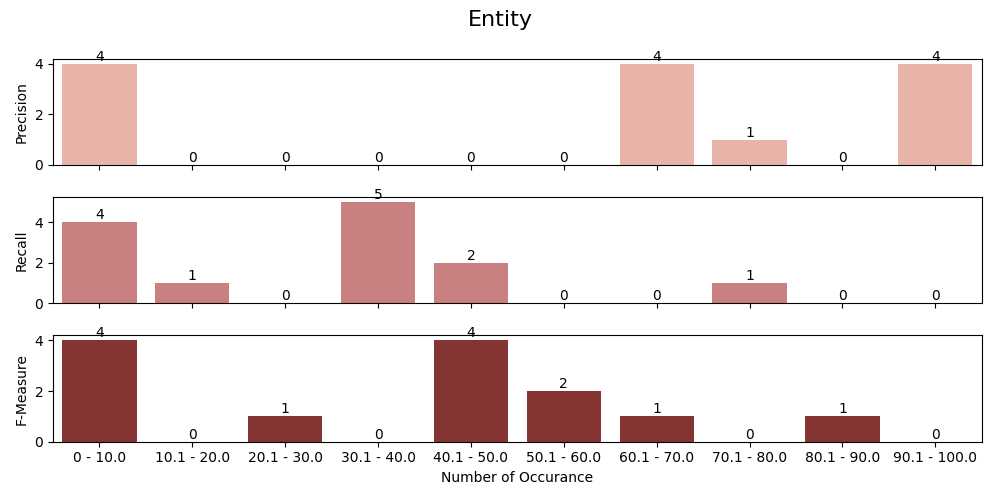 Entity
Precision
4 2 0
4 0 0 0 0 0 4 1 0 4
Recall
4 2 0
4 1 0 5 2 0 0 1 0 0
F-Measure
4 2 0
4 0 1 0 4 2 1 0 1 0
0 - 10.0 10.1 - 20.0 20.1 - 30.0 30.1 - 40.0 40.1 - 50.0 50.1 - 60.0 60.1 - 70.0 70.1 - 80.0 80.1 - 90.0 90.1 - 100.0
Number of Occurance